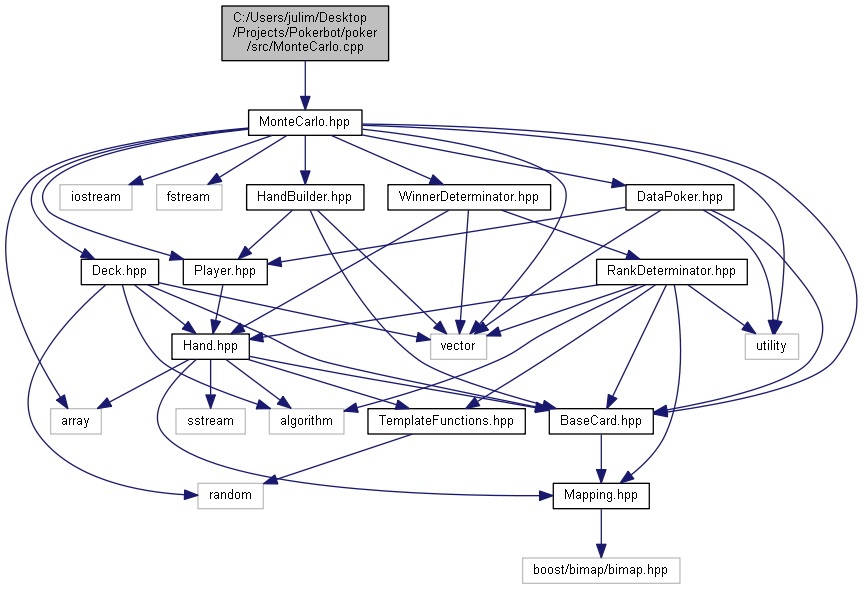 C:/Users/julim/Desktop
/Projects/Pokerbot/poker
/src/MonteCarlo.cpp
MonteCarlo.hpp
iostream
fstream
HandBuilder.hpp
WinnerDeterminator.hpp
DataPoker.hpp
Deck.hpp
Player.hpp
RankDeterminator.hpp
Hand.hpp
vector
utility
array
sstream
algorithm
TemplateFunctions.hpp
BaseCard.hpp
random
Mapping.hpp
boost/bimap/bimap.hpp